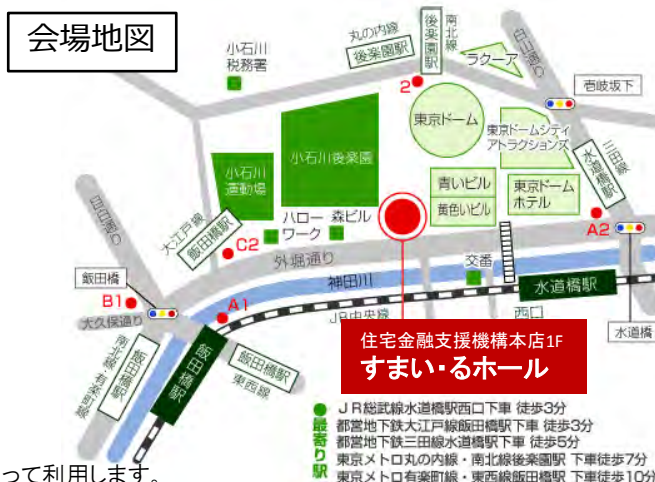 会場地図
小石川
税務署
丸の内線
後楽園駅
後楽園駅
南北線
ラクーア
白山通り
壱岐坂下
2
東京ドーム
東京ドームシティ
アトラクションズ
三田線
水道橋駅
小石川後楽園
小石川
運動場
青いビル
黄色いビル
東京ドーム
ホテル
A2
目白通り
大江戸線
飯田橋駅
ハロー
ワーク
森ビル
C2
外堀通り
交番
飯田橋
神田川
水道橋駅
B1
A1
大久保通り
JR中央線
西口
水道橋
南北線・有楽町線
飯田橋駅
飯田橋駅
飯田橋駅
東西線
住宅金融支援機構本店1F
すまい・るホール
●最寄り駅
JR総武線水道橋駅西口下車 徒歩3分
都営地下鉄大江戸線飯田橋駅下車 徒歩3分
都営地下鉄三田線水道橋駅下車 徒歩5分
東京メトロ丸の内線・南北線後楽園駅 下車徒歩7分
東京メトロ有楽町線・東西線飯田橋駅 下車徒歩10分
って利用します。